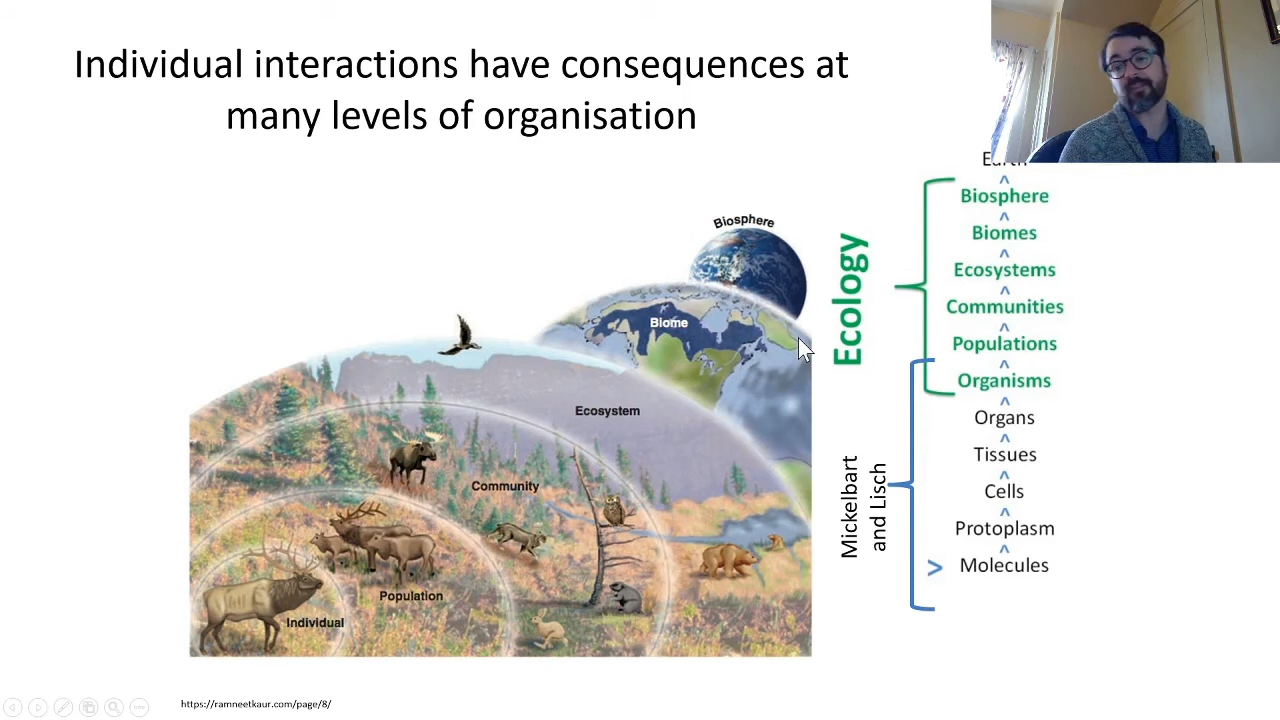 Individual interactions have consequences at
many levels of organisation
Biosphere
Biome
Ecosystem
Community
Population
Individual
Ecology
Mickelbart
and Lisch
Earth
^
Biosphere
^
Biomes
^
Ecosystems
^
Communities
^
Populations
^
Organisms
^
Organs
^
Tissues
^
Cells
^
Protoplasm
^
> Molecules
https://ramneetkaur.com/page/8/